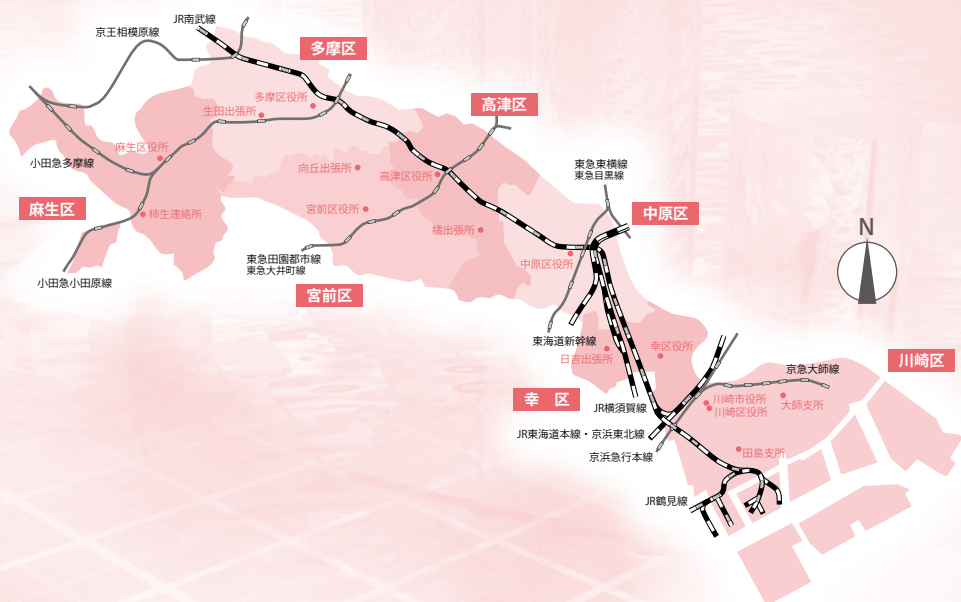 JR南武線
京王相模原線
多摩区
多摩区役所
生田出張所
高津区
麻生区役所
小田急多摩線
向丘出張所
高津区役所
東急東横線
東急目黒線
麻生区
柿生連絡所
宮前区役所
中原区
橘出張所
N
東急田園都市線
東急大井町線
中原区役所
小田急小田原線
宮前区
東海道新幹線
日吉出張所
幸区役所
川崎区
京急大師線
幸　区
JR横須賀線
川崎市役所
川崎区役所
大師支所
JR東海道本線・京浜東北線
京浜急行本線
田島支所
JR鶴見線